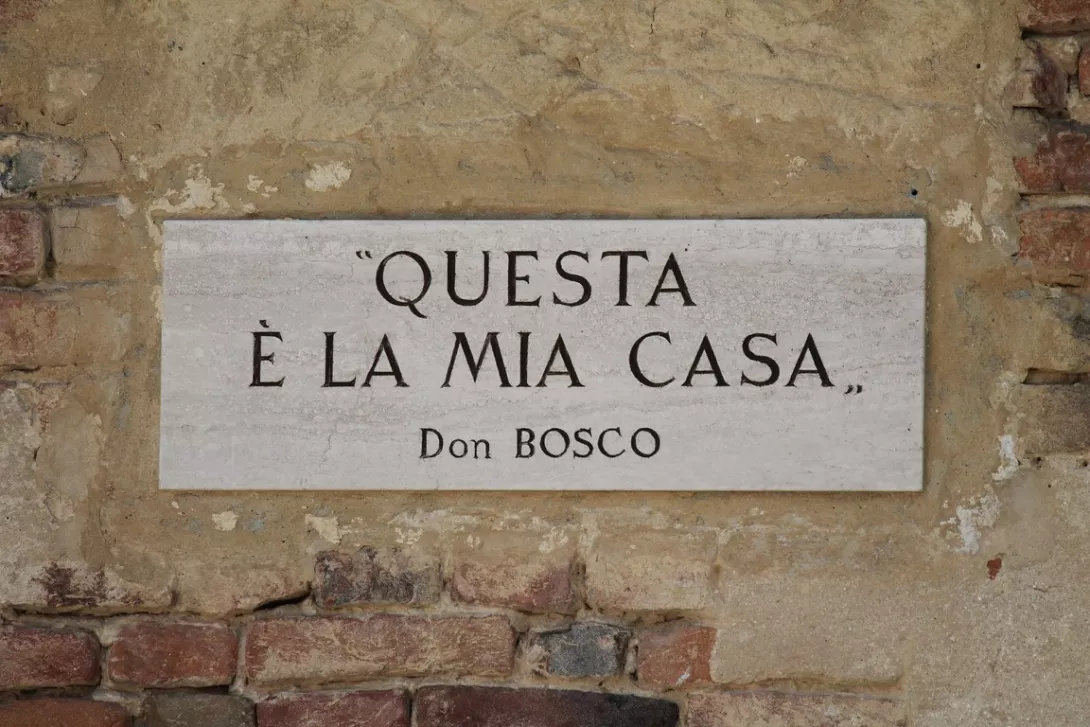 “QUESTA
È LA MIA CASA„
Don BOSCO